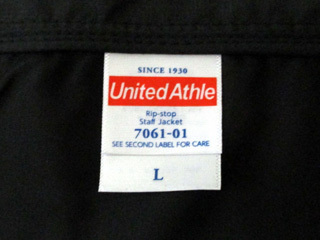 SINCE 1930
United Athle
Rip-stop
Staff Jacket
7061-01
SEE SECOND LABEL FOR CARE
L